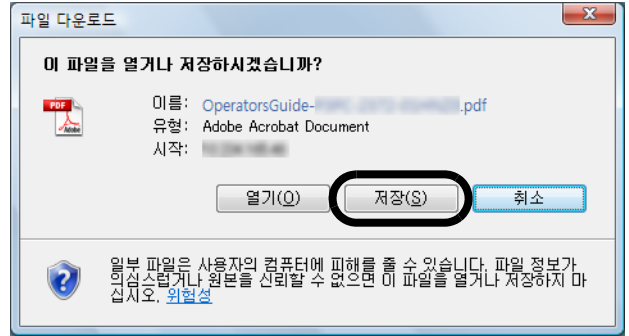 파일 다운로드
이 파일을 열거나 저장하시겠습니까?
PDF
Adobe
이름: OperatorsGuide- .pdf
유형: Adobe Acrobat Document
시작:
열기(O) 저장(S) 취소
일부 파일은 사용자의 컴퓨터에 피해를 줄 수 있습니다. 파일 정보가
의심스럽거나 원본을 신뢰할 수 없으면 이 파일을 열거나 저장하지 마
십시오. 위험성